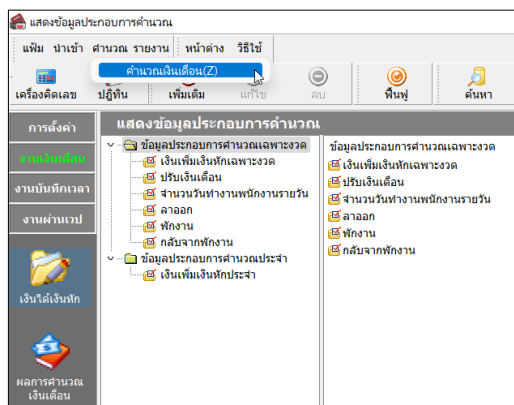 แสดงข้อมูลประกอบการคำนวณ
แฟ้ม นำเข้า คำนวณ รายงาน หน้าต่าง วิธีใช้
คำนวณเงินเดือน(Z)
เครื่องคิดเลข ปฏิทิน เพิ่มเติม แก้ไข ลบ ฟื้นฟู ค้นหา
การตั้งค่า
งานเงินเดือน
งานบันทึกเวลา
งานผ่านเวป
เงินได้เงินหัก
ผลการคำนวณ
เงินเดือน
แสดงข้อมูลประกอบการคำนวณ
ข้อมูลประกอบการคำนวณเฉพาะงวด
เงินเพิ่มเงินหักเฉพาะงวด
ปรับเงินเดือน
จำนวนวันทำงานพนักงานรายวัน
ลาออก
พักงาน
กลับจากพักงาน
ข้อมูลประกอบการคำนวณประจำ
เงินเพิ่มเงินหักประจำ
ข้อมูลประกอบการคำนวณเฉพาะงวด
เงินเพิ่มเงินหักเฉพาะงวด
ปรับเงินเดือน
จำนวนวันทำงานพนักงานรายวัน
ลาออก
พักงาน
กลับจากพักงาน